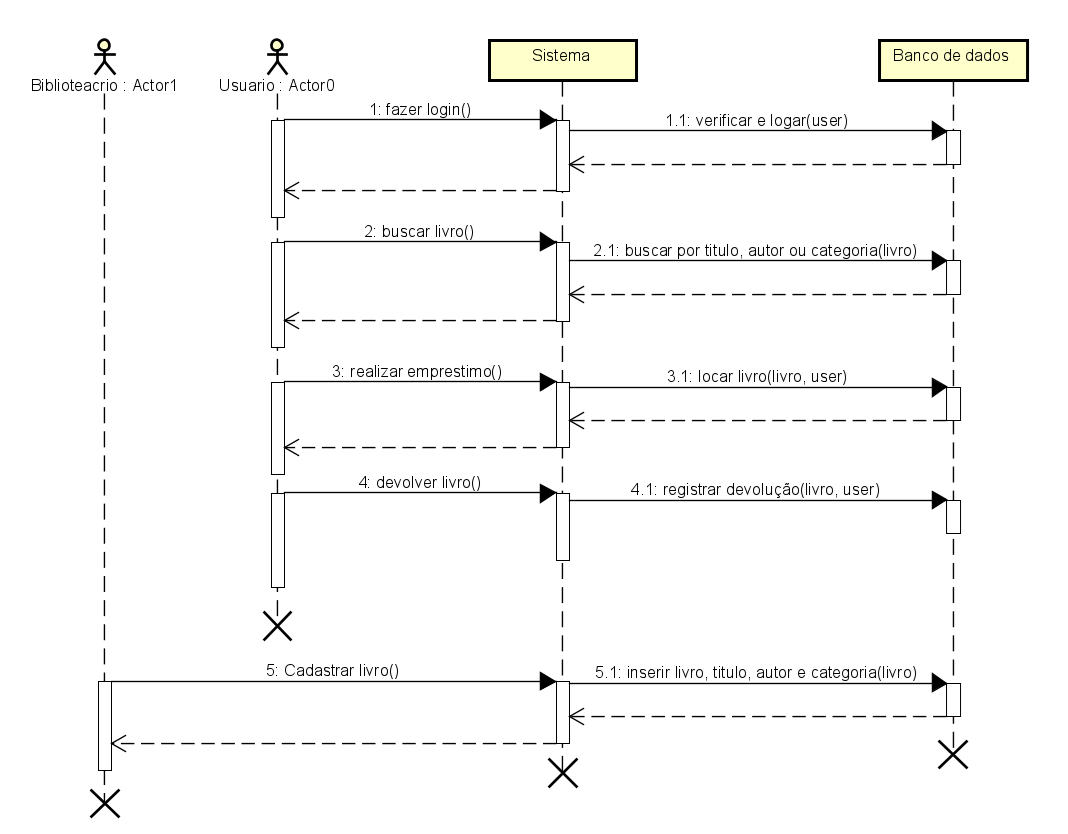 Biblioteacrio : Actor1
Usuario : Actor0
Sistema
Banco de dados
1: fazer login()
1.1: verificar e logar(user)
2: buscar livro()
2.1: buscar por titulo, autor ou categoria(livro)
3: realizar emprestimo()
3.1: locar livro(livro, user)
4: devolver livro()
4.1: registrar devolução(livro, user)
5: Cadastrar livro()
5.1: inserir livro, titulo, autor e categoria(livro)